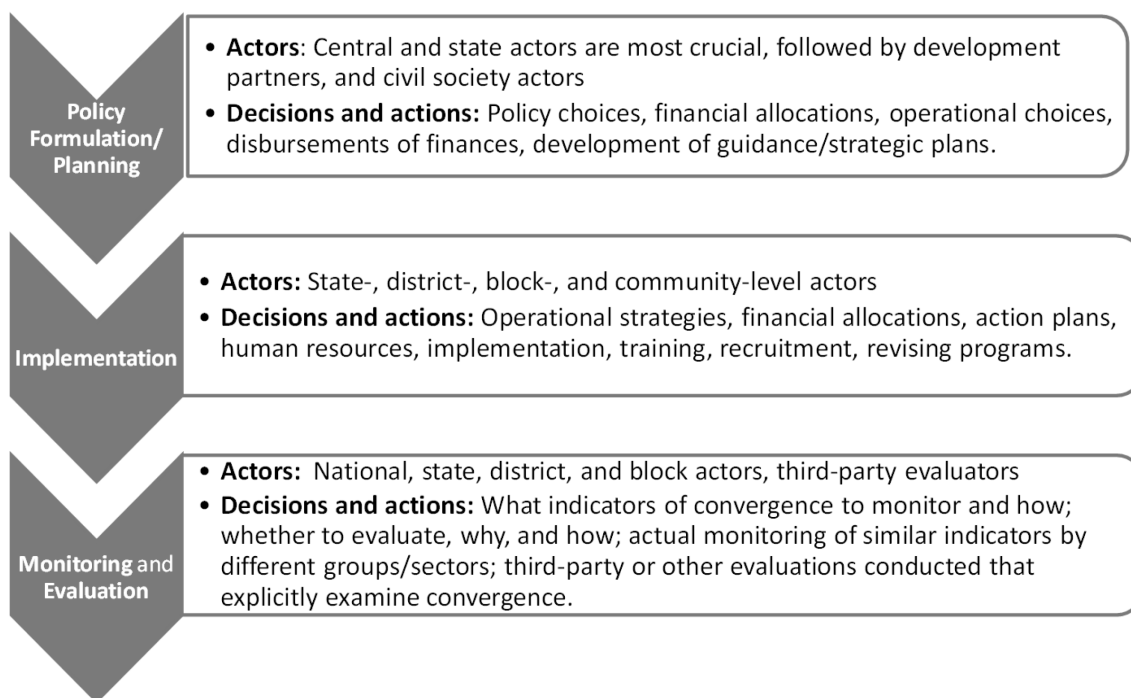 Policy
Formulation/
Planning
• Actors: Central and state actors are most crucial, followed by development
partners, and civil society actors
• Decisions and actions: Policy choices, financial allocations, operational choices,
disbursements of finances, development of guidance/strategic plans.
Implementation
• Actors: State-, district-, block-, and community-level actors
• Decisions and actions: Operational strategies, financial allocations, action plans,
human resources, implementation, training, recruitment, revising programs.
Monitoring and
Evaluation
• Actors: National, state, district, and block actors, third-party evaluators
• Decisions and actions: What indicators of convergence to monitor and how;
whether to evaluate, why, and how; actual monitoring of similar indicators by
different groups/sectors; third-party or other evaluations conducted that
explicitly examine convergence.